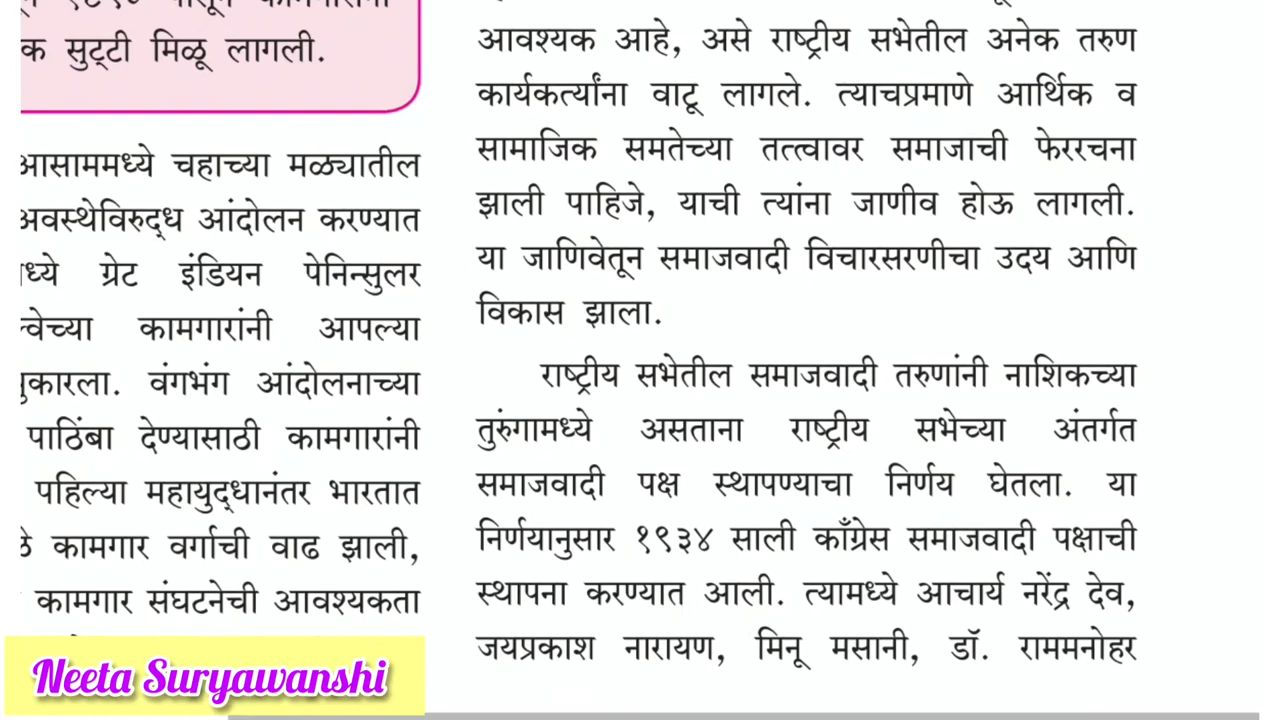 क सुट्टी मिळू लागली.
आसाममध्ये चहाच्या मळ्यातील
अवस्थेविरुद्ध आंदोलन करण्यात
ग्रेट इंडियन पेनिन्सुलर
कामगारांनी आपल्या
वंगभंग आंदोलनाच्या
पाठिंबा देण्यासाठी कामगारांनी
पहिल्या महायुद्धानंतर भारतात
कामगार वर्गाची वाढ झाली,
कामगार संघटनेची आवश्यकता
आवश्यक आहे, असे राष्ट्रीय सभेतील अनेक तरुण
कार्यकर्त्यांना वाटू लागले. त्याचप्रमाणे आर्थिक व
सामाजिक समतेच्या तत्त्वावर समाजाची फेररचना
झाली पाहिजे, याची त्यांना जाणीव होऊ लागली.
या जाणिवेतून समाजवादी विचारसरणीचा उदय आणि
विकास झाला.
राष्ट्रीय सभेतील समाजवादी तरुणांनी नाशिकच्या
तुरुंगामध्ये असताना राष्ट्रीय सभेच्या अंतर्गत
समाजवादी पक्ष स्थापण्याचा निर्णय घेतला. या
निर्णयानुसार १९३४ साली काँग्रेस समाजवादी पक्षाची
स्थापना करण्यात आली. त्यामध्ये आचार्य नरेंद्र देव,
जयप्रकाश नारायण, मिनू मसानी, डॉ. राममनोहर
Neeta Suryawanshi